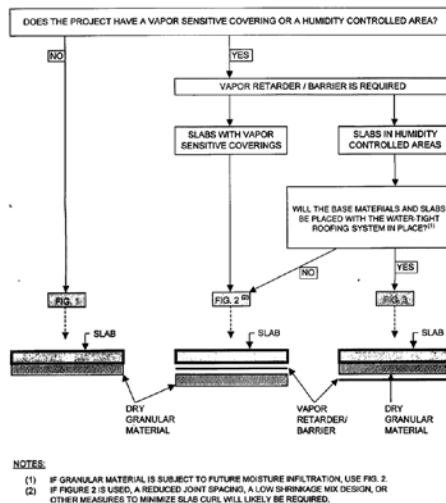 DOES THE PROJECT HAVE A VAPOR SENSITIVE COVERING OR A HUMIDITY CONTROLLED AREA?
NO
YES
VAPOR RETARDER / BARRIER IS REQUIRED
SLABS WITH VAPOR
SENSITIVE COVERINGS
SLABS IN HUMIDITY
CONTROLLED AREAS
WILL THE BASE MATERIALS AND SLABS
BE PLACED WITH THE WATER-TIGHT
ROOFING SYSTEM IN PLACE?(1)
NO
YES
FIG. 1
FIG. 2 (2)
FIG. 3
SLAB
SLAB
SLAB
DRY
GRANULAR
MATERIAL
VAPOR
RETARDER/
BARRIER
DRY
GRANULAR
MATERIAL
NOTES:
(1) IF GRANULAR MATERIAL IS SUBJECT TO FUTURE MOISTURE INFILTRATION, USE FIG. 2.
(2) IF FIGURE 2 IS USED, A REDUCED JOINT SPACING, A LOW SHRINKAGE MIX DESIGN, OR
OTHER MEASURES TO MINIMIZE SLAB CURL WILL LIKELY BE REQUIRED.